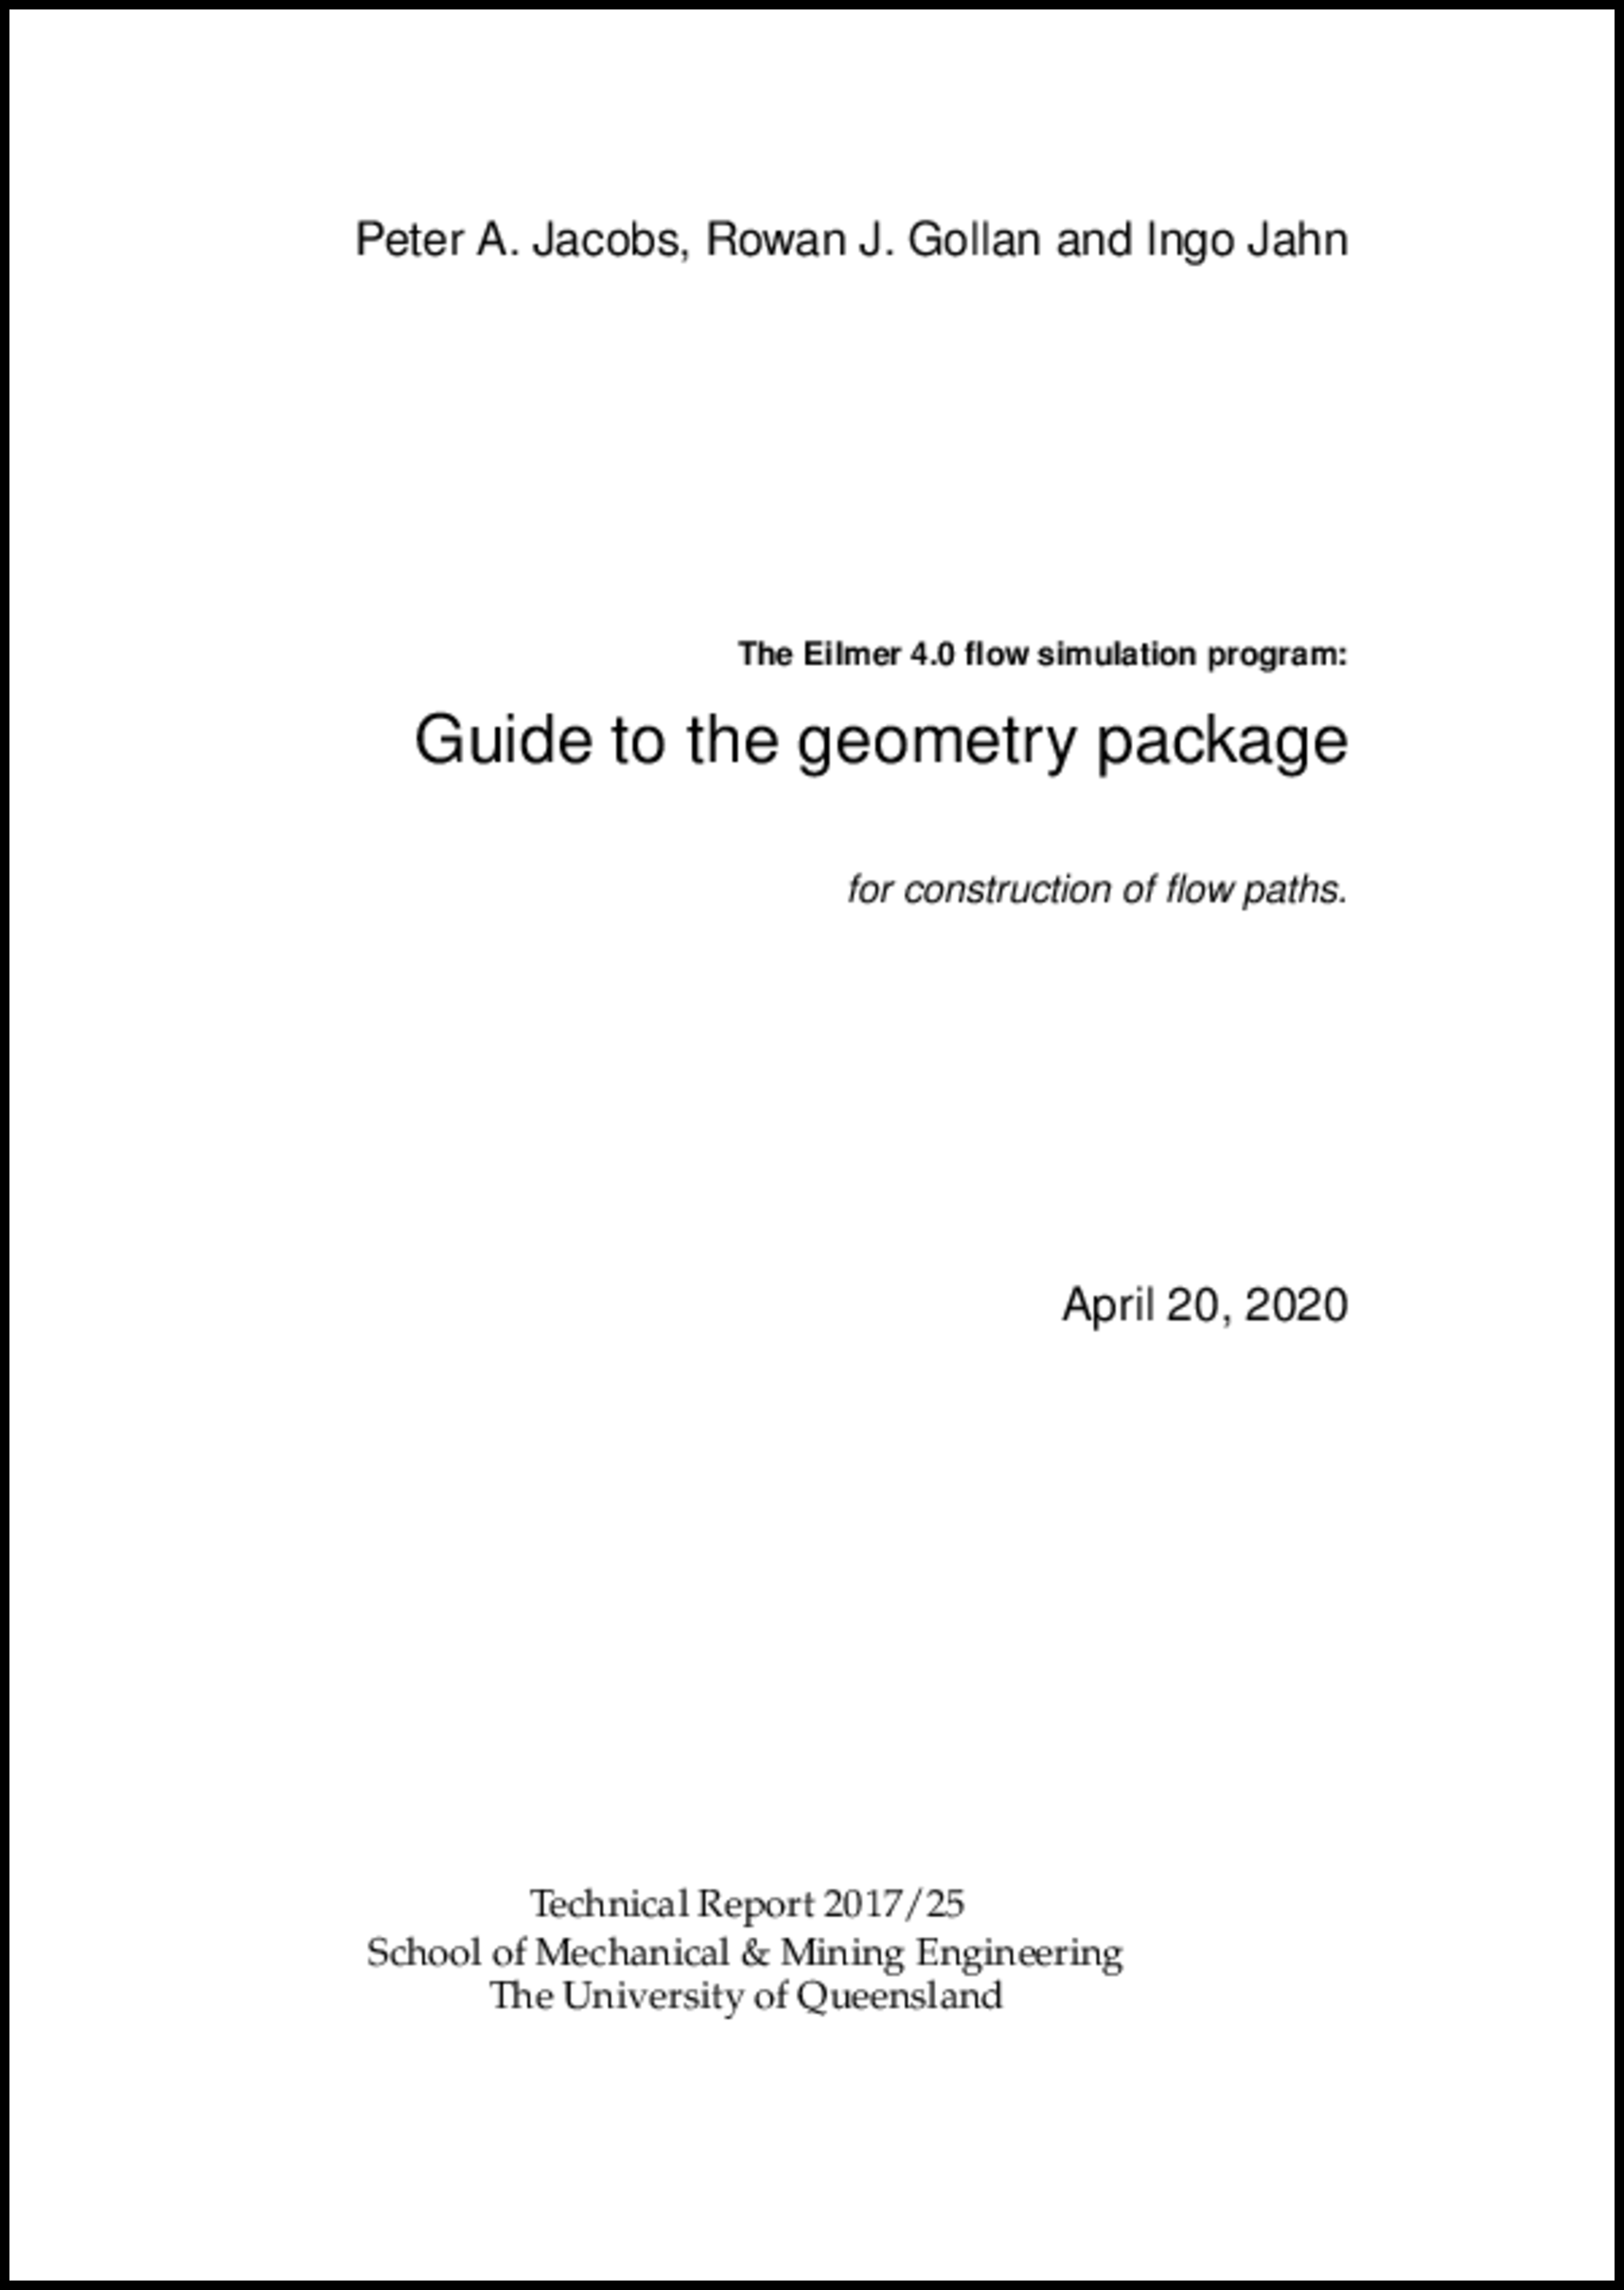 Peter A. Jacobs, Rowan J. Gollan and Ingo Jahn
The Eilmer 4.0 flow simulation program:
Guide to the geometry package
for construction of flow paths.
April 20, 2020
Technical Report 2017/25
School of Mechanical & Mining Engineering
The University of Queensland